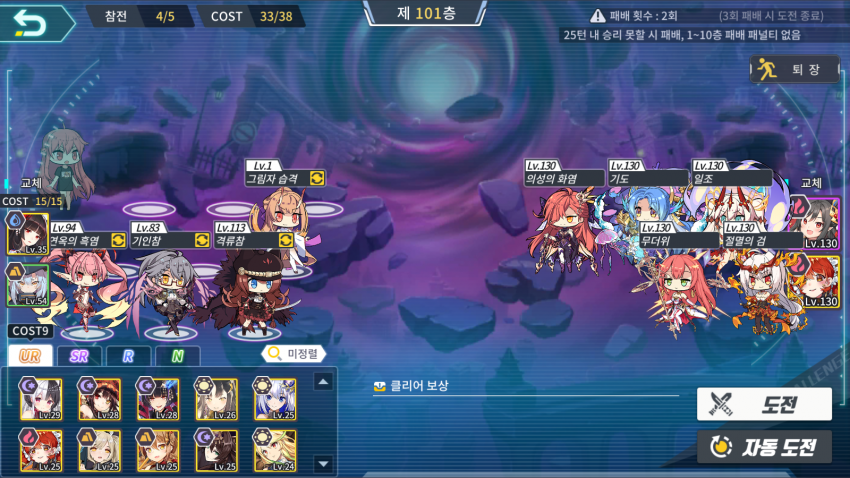 참전 4/5 COST 33/38
제 101층
패배 횟수 : 2회 (3회 패배 시 도전 종료)
25턴 내 승리 못할 시 패배, 1~10층 패배 패널티 없음
퇴 장
교체
COST 15/15
Lv.35
Lv.54
COST9
Lv.1
그림자 습격
Lv.94
면옥의 흑염
Lv.83
기인참
Lv.113
격류참
Lv.130
의성의 화염
Lv.130
기도
Lv.130
일조
Lv.130
무더위
Lv.130
절멸의 검
교체
Lv.130
Lv.130
UR SR R N
미정렬
Lv.29 Lv.28 Lv.28 Lv.26 Lv.25
Lv.25 Lv.25 Lv.25 Lv.25 Lv.24
클리어 보상
도전
자동 도전